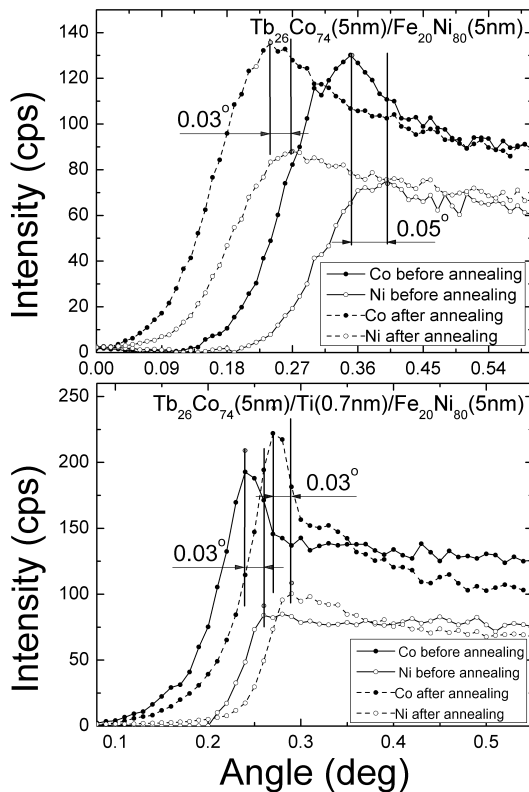 Tb₂₆Co₇₄(5nm)/Fe₂₀Ni₈₀(5nm)
140
120
100
80
60
40
20
0
Intensity (cps)
0.03°
0.05°
Co before annealing
Ni before annealing
Co after annealing
Ni after annealing
0.00 0.09 0.18 0.27 0.36 0.45 0.54
Tb₂₆Co₇₄(5nm)/Ti(0.7nm)/Fe₂₀Ni₈₀(5nm)
250
200
150
100
50
0
Intensity (cps)
0.03°
0.03°
Co before annealing
Ni before annealing
Co after annealing
Ni after annealing
0.1 0.2 0.3 0.4 0.5
Angle (deg)